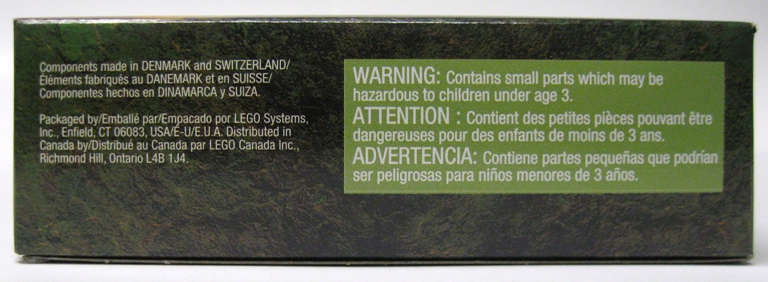 Components made in DENMARK and SWITZERLAND/
Éléments fabriqués au DANEMARK et en SUISSE/
Componentes hechos en DINAMARCA y SUIZA.
Packaged by/Emballé par/Empacado por LEGO Systems,
Inc., Enfield, CT 06083, USA/É-U/E.U.A. Distributed in
Canada by/Distribué au Canada par LEGO Canada Inc.,
Richmond Hill, Ontario L4B 1J4.
WARNING: Contains small parts which may be
hazardous to children under age 3.
ATTENTION : Contient des petites pièces pouvant être
dangereuses pour des enfants de moins de 3 ans.
ADVERTENCIA: Contiene partes pequeñas que podrían
ser peligrosas para niños menores de 3 años.